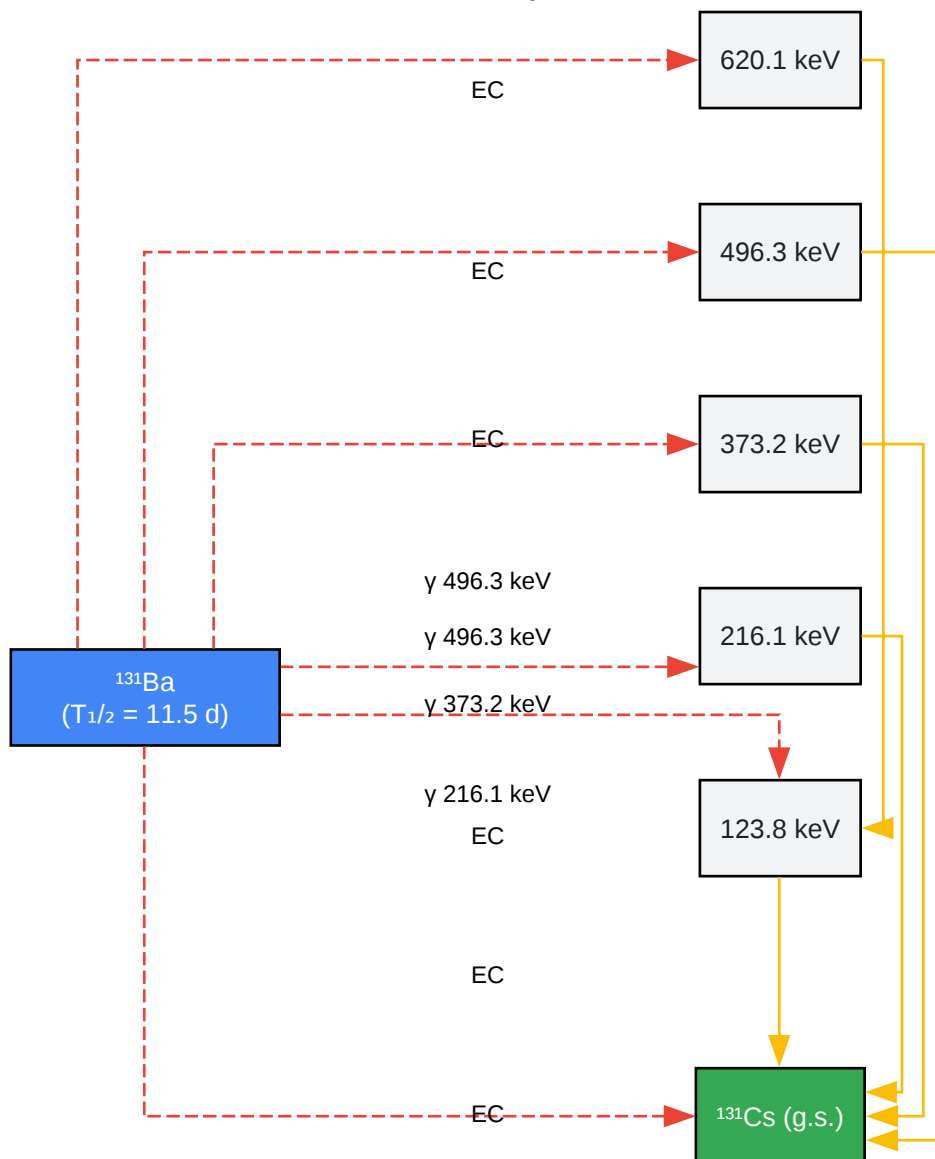 620.1 keV
EC
496.3 keV
EC
373.2 keV
EC
γ 496.3 keV
γ 496.3 keV
216.1 keV
¹³¹Ba
(T₁/₂ = 11.5 d)
γ 373.2 keV
γ 216.1 keV
EC
123.8 keV
EC
EC
¹³¹Cs (g.s.)